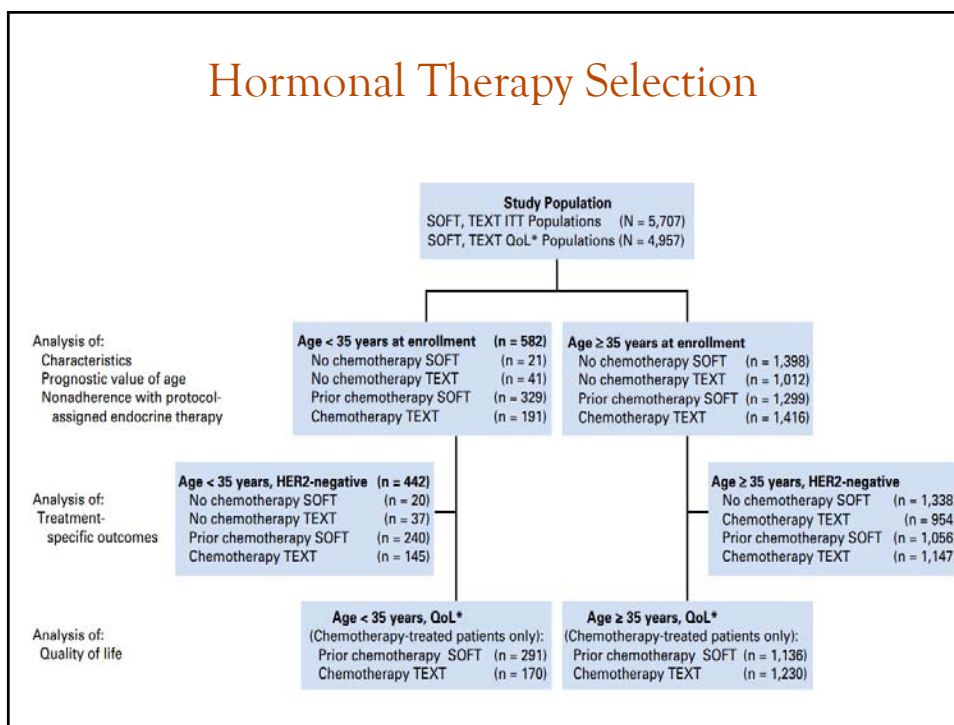 Hormonal Therapy Selection
Study Population
SOFT, TEXT ITT Populations (N = 5,707)
SOFT, TEXT QoL* Populations (N = 4,957)
Analysis of:
Characteristics
Prognostic value of age
Nonadherence with protocol-
assigned endocrine therapy
Age < 35 years at enrollment (n = 582)
No chemotherapy SOFT (n = 21)
No chemotherapy TEXT (n = 41)
Prior chemotherapy SOFT (n = 329)
Chemotherapy TEXT (n = 191)
Age ≥ 35 years at enrollment
No chemotherapy SOFT (n = 1,398)
No chemotherapy TEXT (n = 1,012)
Prior chemotherapy SOFT (n = 1,299)
Chemotherapy TEXT (n = 1,416)
Analysis of:
Treatment-
specific outcomes
Age < 35 years, HER2-negative (n = 442)
No chemotherapy SOFT (n = 20)
No chemotherapy TEXT (n = 37)
Prior chemotherapy SOFT (n = 240)
Chemotherapy TEXT (n = 145)
Age ≥ 35 years, HER2-negative
No chemotherapy SOFT (n = 1,338)
Chemotherapy TEXT (n = 954)
Prior chemotherapy SOFT (n = 1,056)
Chemotherapy TEXT (n = 1,147)
Analysis of:
Quality of life
Age < 35 years, QoL*
(Chemotherapy-treated patients only):
Prior chemotherapy SOFT (n = 291)
Chemotherapy TEXT (n = 170)
Age ≥ 35 years, QoL*
(Chemotherapy-treated patients only):
Prior chemotherapy SOFT (n = 1,136)
Chemotherapy TEXT (n = 1,230)